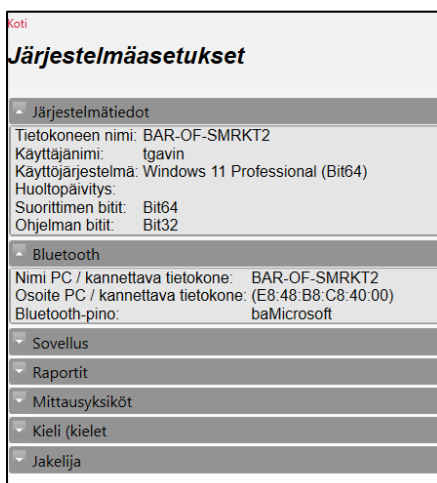 Koti
Järjestelmäasetukset
Järjestelmätiedot
Tietokoneen nimi: BAR-OF-SMRKT2
Käyttäjänimi: tgavin
Käyttöjärjestelmä: Windows 11 Professional (Bit64)
Huoltopäivitys:
Suorittimen bitit: Bit64
Ohjelman bitit: Bit32
Bluetooth
Nimi PC / kannettava tietokone: BAR-OF-SMRKT2
Osoite PC / kannettava tietokone: (E8:48:B8:C8:40:00)
Bluetooth-pino: baMicrosoft
Sovellus
Raportit
Mittausyksiköt
Kieli (kielet
Jakelija